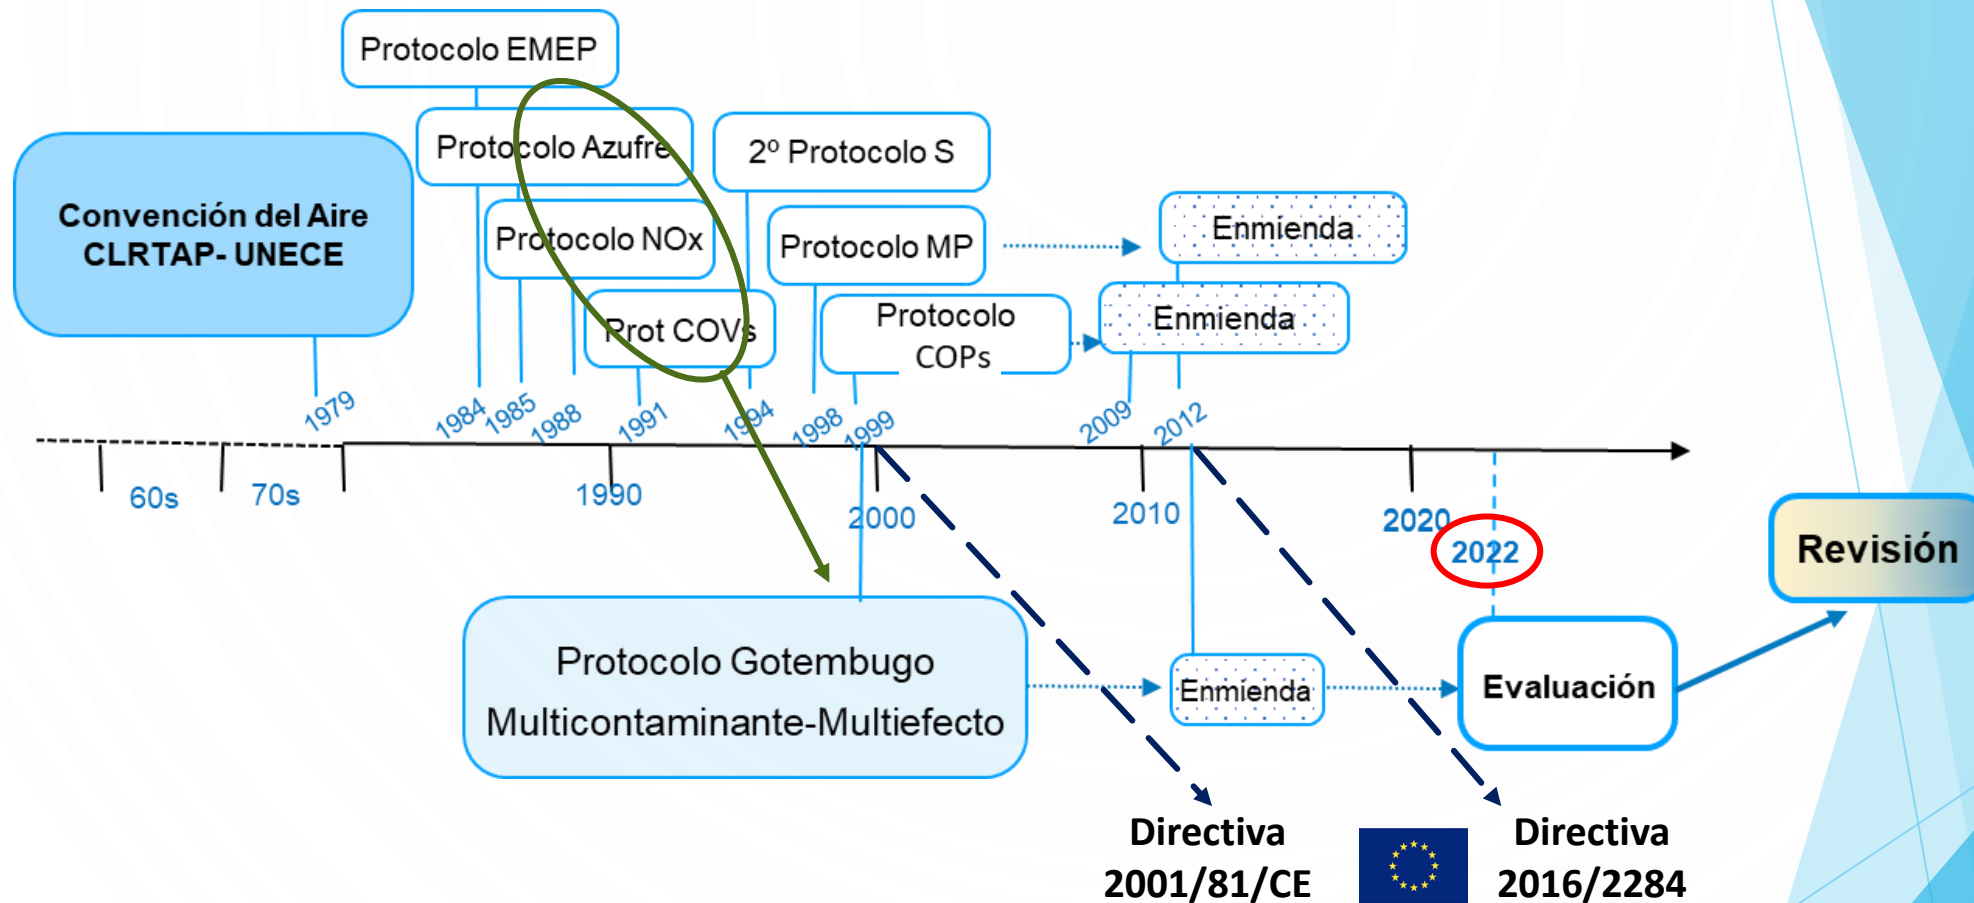 Protocolo EMEP
Protocolo Azufre
2º Protocolo S
Convención del Aire
CLRTAP- UNECE
Protocolo NOx
Protocolo MP
Enmienda
Prot COVs
Protocolo
COPs
Enmienda
1979
1984
1985
1988
1991
1994
1998
1999
2009
2012
60s
70s
1990
2000
2010
2020
2022
Revisión
Protocolo Gotembugo
Multicontaminante-Multiefecto
Enmienda
Evaluación
Directiva
2001/81/CE
Directiva
2016/2284